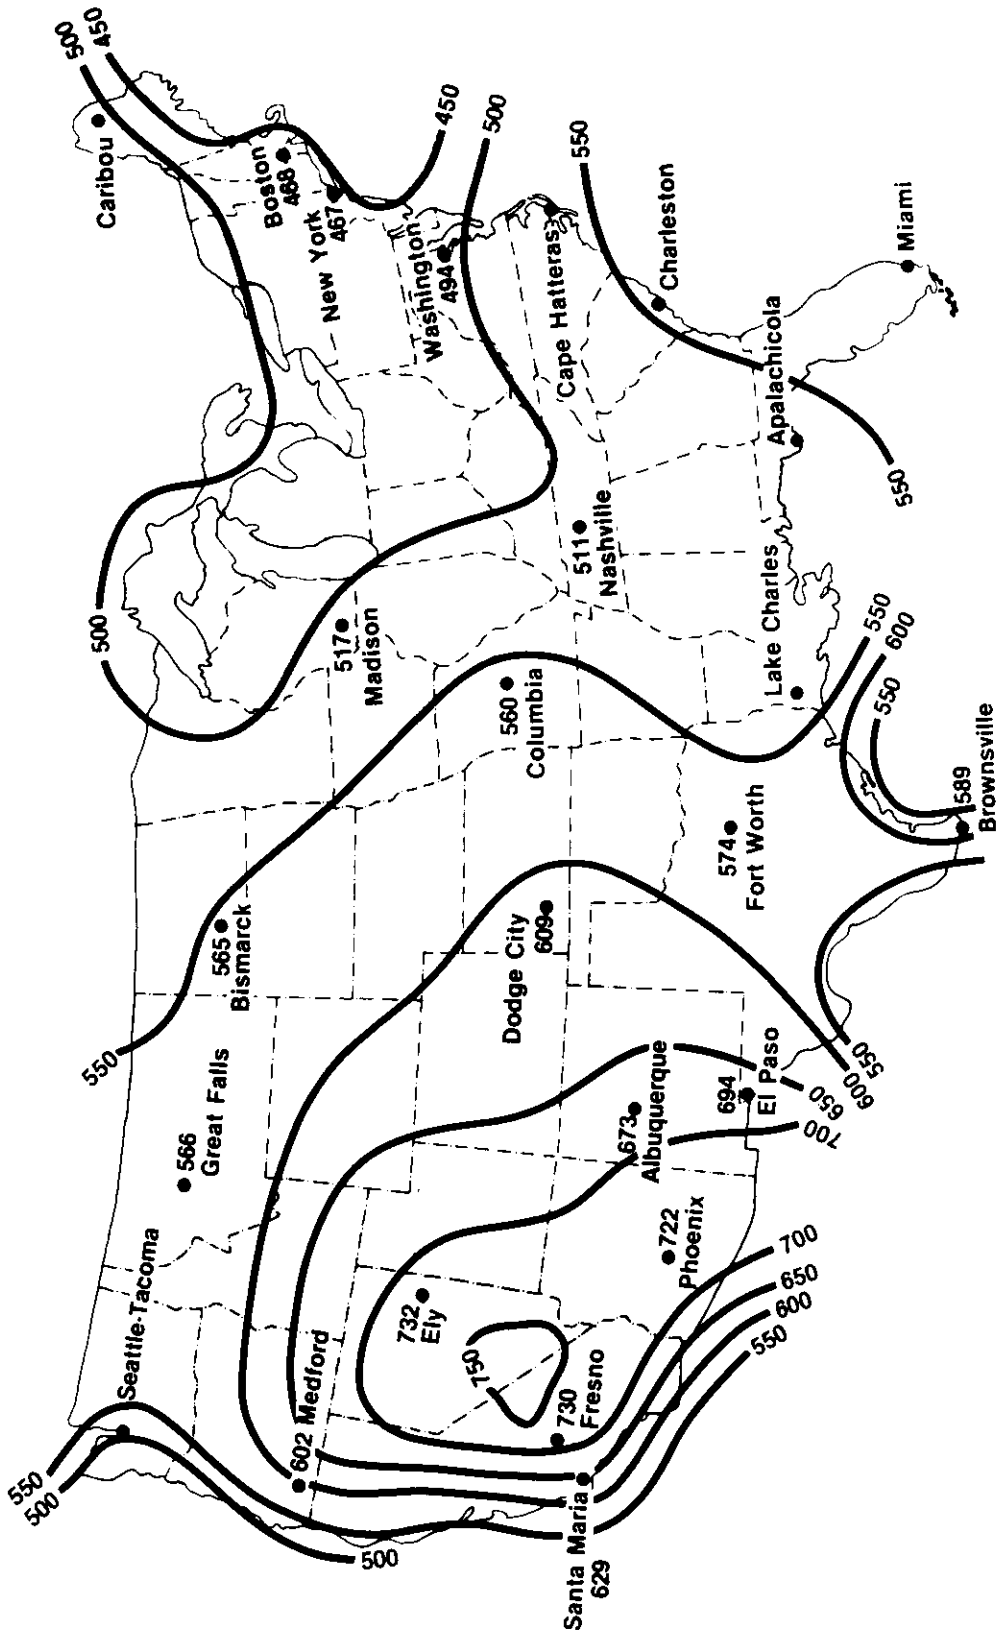 500
450
Caribou
Boston
468
New York
467
Washington
494
450
500
550
Cape Hatteras
Charleston
Miami
Apalachicola
550
500
517
Madison
511
Nashville
Lake Charles
550
600
550
560
Columbia
574
Fort Worth
589
Brownsville
550
565
Bismarck
609
Dodge City
566
Great Falls
673
Albuquerque
694
El Paso
550
600
650
700
Seattle-Tacoma
550
500
602 Medford
732
Ely
750
722
Phoenix
730
Fresno
700
650
600
550
500
Santa Maria
629